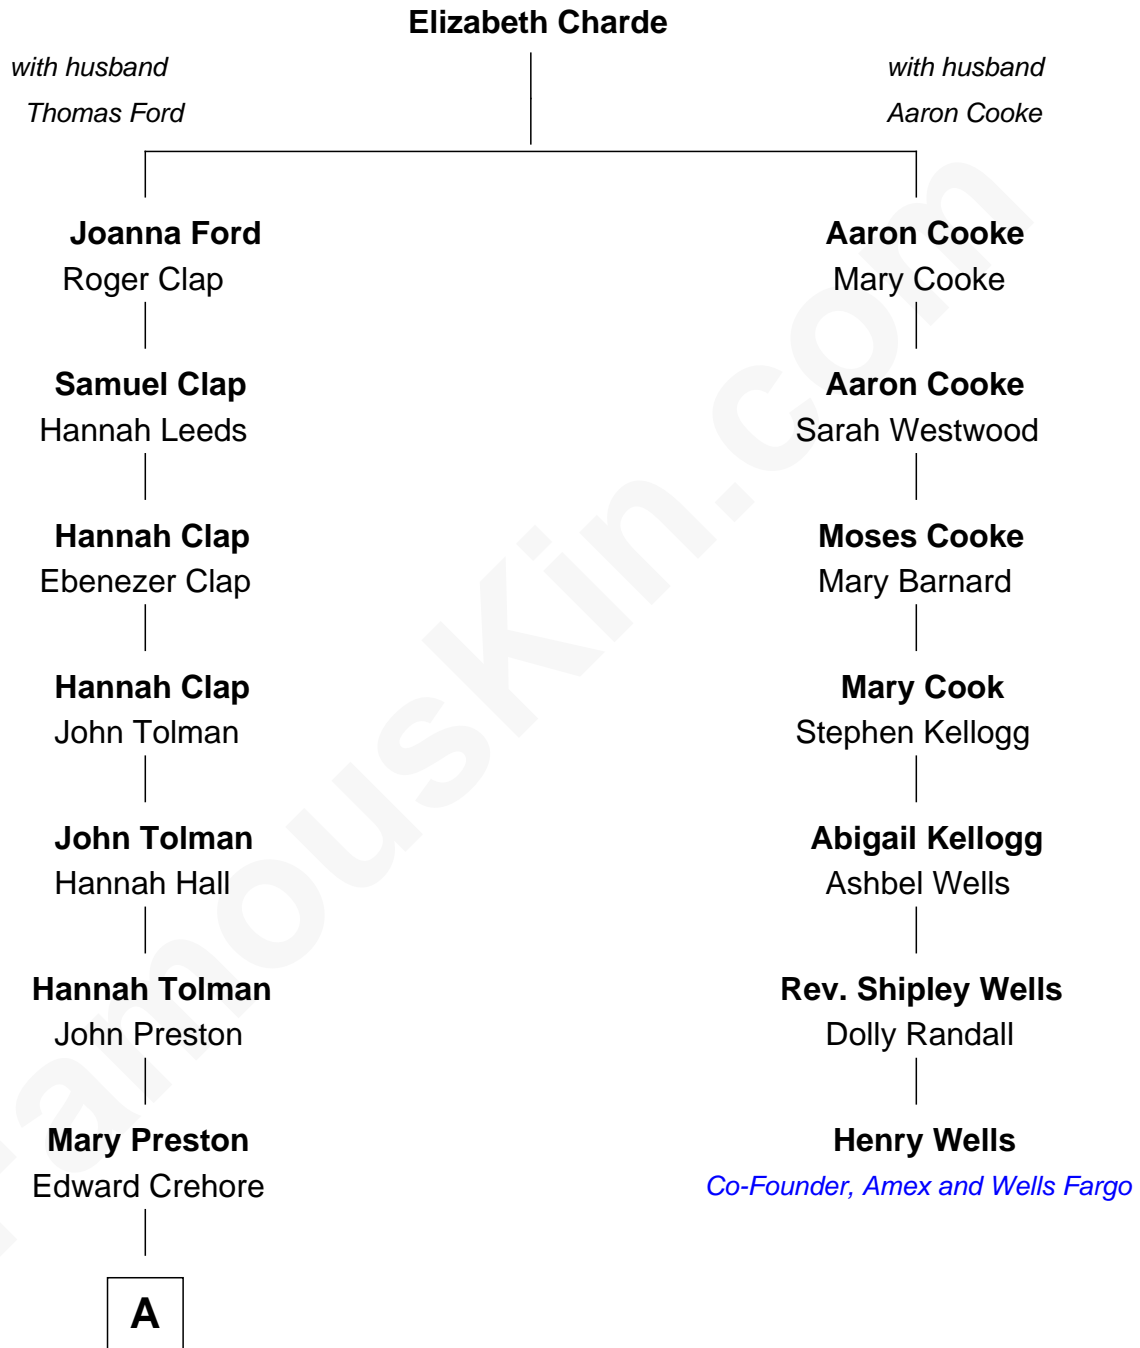 Elizabeth Charde
with husband
Thomas Ford
with husband
Aaron Cooke
Joanna Ford
Roger Clap
Aaron Cooke
Mary Cooke
Samuel Clap
Hannah Leeds
Aaron Cooke
Sarah Westwood
Hannah Clap
Ebenezer Clap
Moses Cooke
Mary Barnard
Hannah Clap
John Tolman
Mary Cook
Stephen Kellogg
John Tolman
Hannah Hall
Abigail Kellogg
Ashbel Wells
Hannah Tolman
John Preston
Rev. Shipley Wells
Dolly Randall
Mary Preston
Edward Crehore
Henry Wells
Co-Founder, Amex and Wells Fargo
A
FamousKin.com